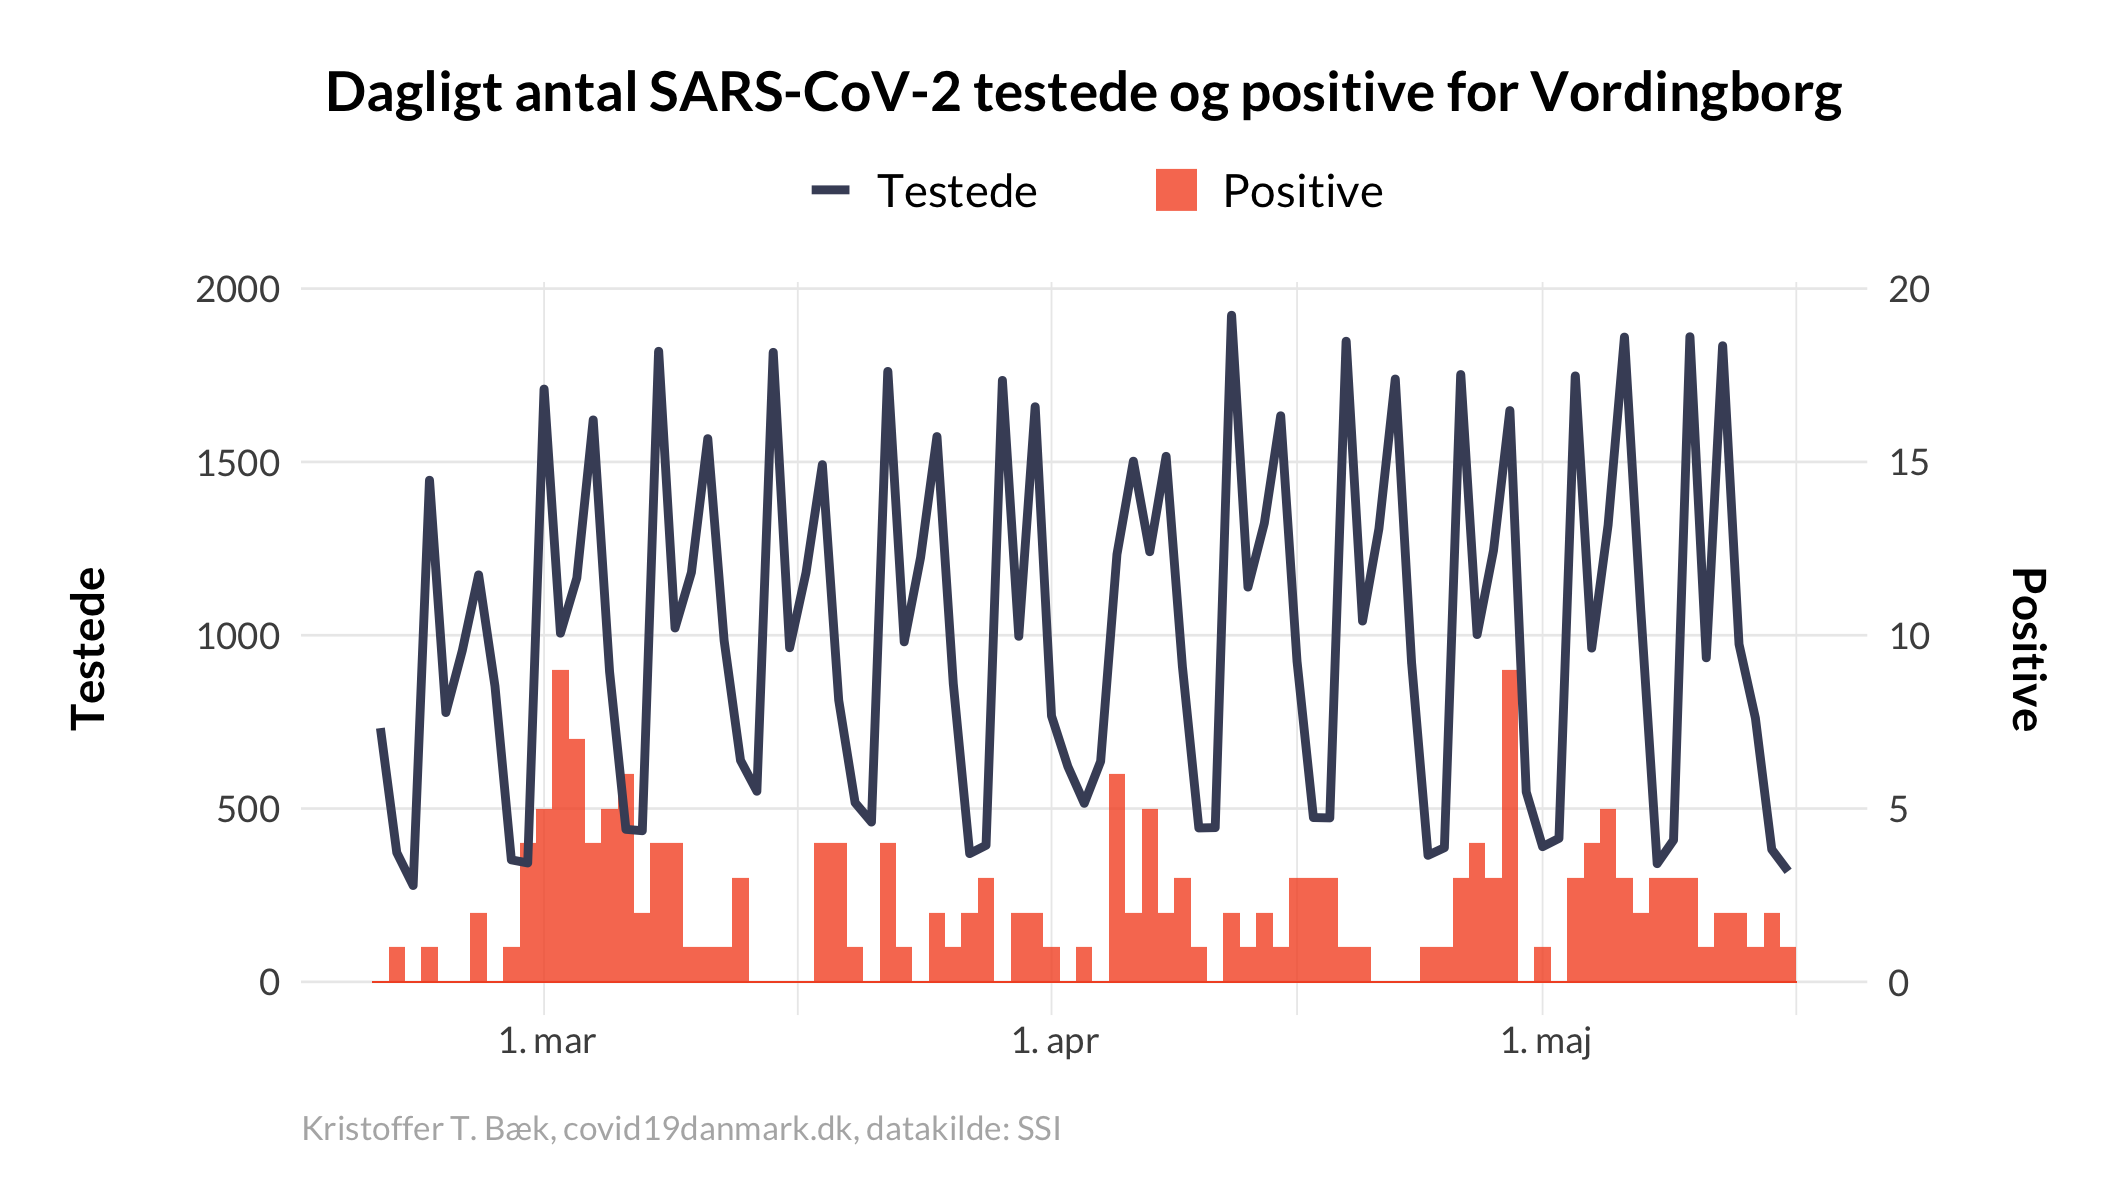 Dagligt antal SARS-CoV-2 testede og positive for Vordingborg
Testede
Positive
2000
20
1500
15
1000
10
500
5
0
0
Testede
Positive
1. mar
1. apr
1. maj
Kristoffer T. Bæk, covid19danmark.dk, datakilde: SSI